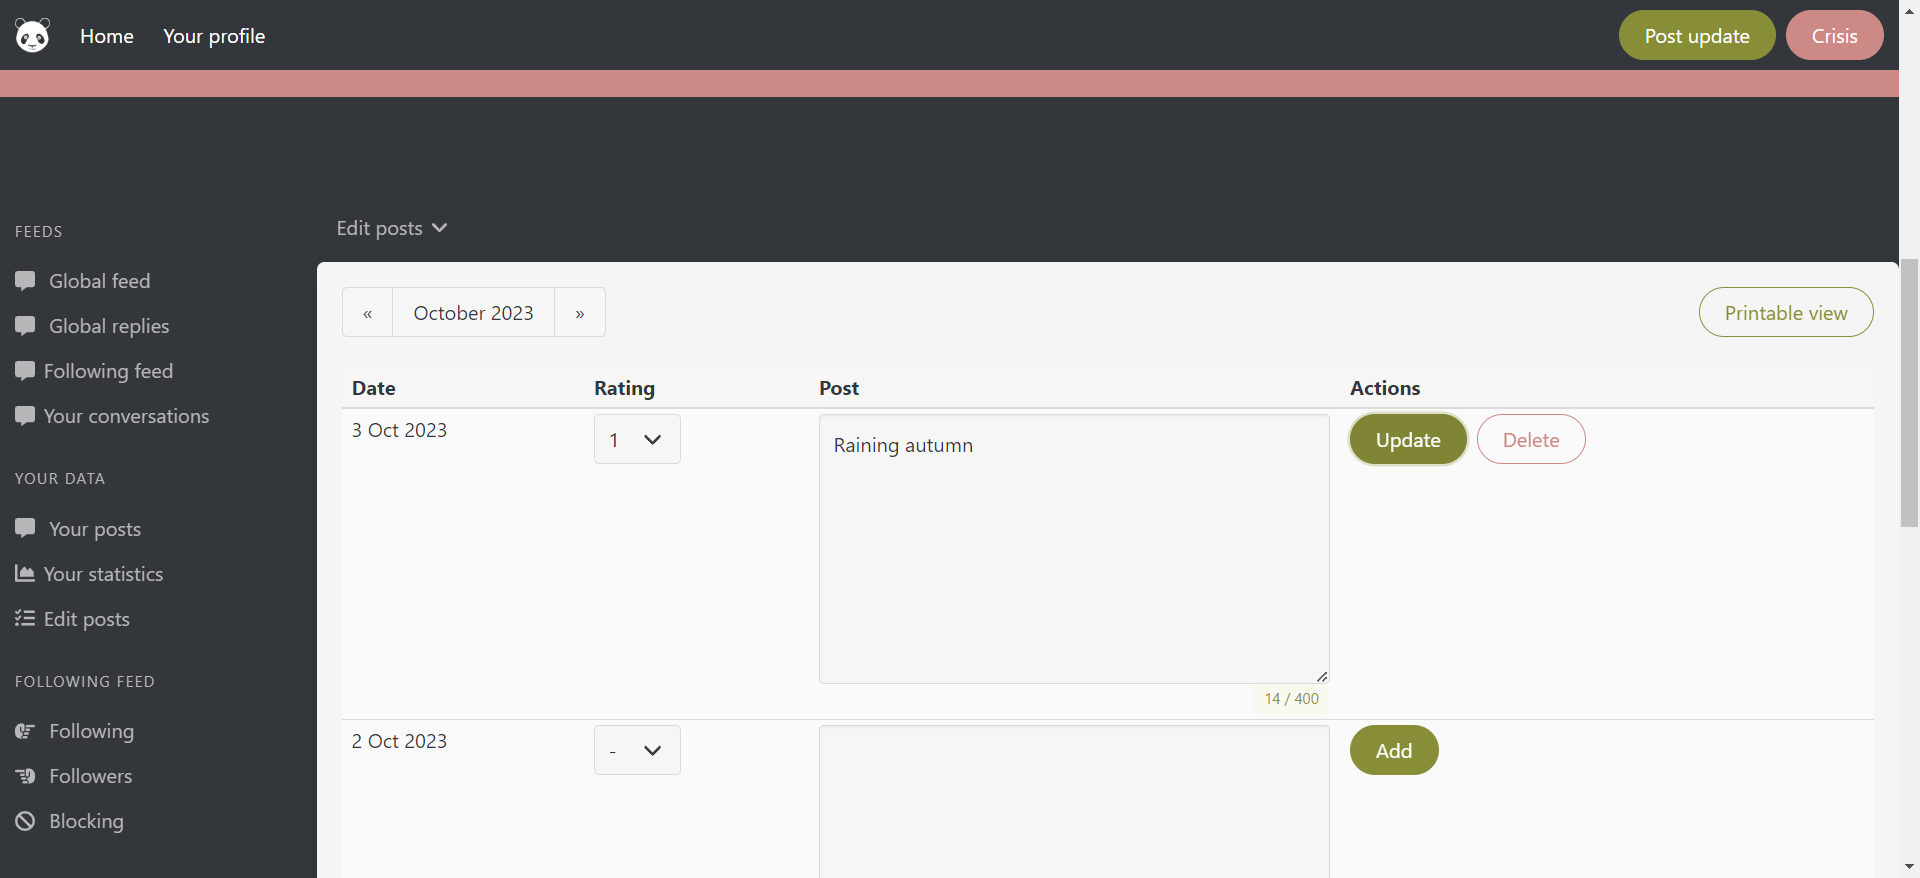 Home Your profile Post update Crisis
FEEDS
Global feed
Global replies
Following feed
Your conversations
YOUR DATA
Your posts
Your statistics
Edit posts
FOLLOWING FEED
Following
Followers
Blocking
Edit posts
« October 2023 » Printable view
Date Rating Post Actions
3 Oct 2023 1 Raining autumn Update Delete
14 / 400
2 Oct 2023 - Add